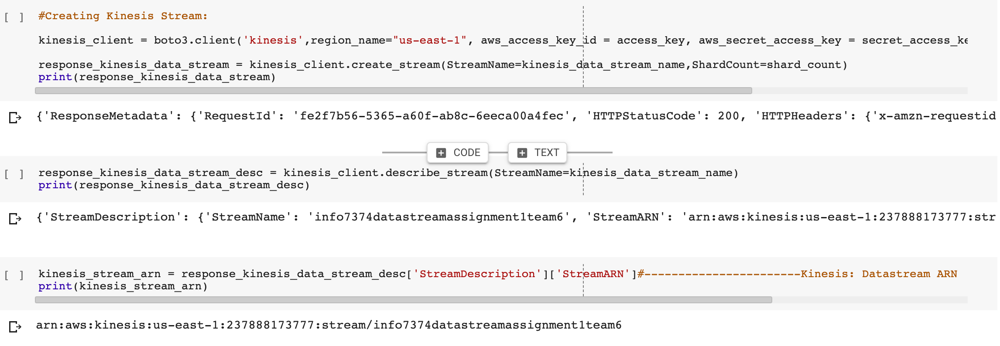 [ ] #Creating Kinesis Stream:
kinesis_client = boto3.client('kinesis',region_name="us-east-1", aws_access_key_id = access_key, aws_secret_access_key = secret_access_ke
response_kinesis_data_stream = kinesis_client.create_stream(StreamName=kinesis_data_stream_name,ShardCount=shard_count)
print(response_kinesis_data_stream)
{'ResponseMetadata': {'RequestId': 'fe2f7b56-5365-a60f-ab8c-6eeca00a4fec', 'HTTPStatusCode': 200, 'HTTPHeaders': {'x-amzn-requestid
CODE TEXT
[ ] response_kinesis_data_stream_desc = kinesis_client.describe_stream(StreamName=kinesis_data_stream_name)
print(response_kinesis_data_stream_desc)
{'StreamDescription': {'StreamName': 'info7374datastreamassignment1team6', 'StreamARN': 'arn:aws:kinesis:us-east-1:237888173777:str
[ ] kinesis_stream_arn = response_kinesis_data_stream_desc['StreamDescription']['StreamARN']#-----------------------Kinesis: Datastream ARN
print(kinesis_stream_arn)
arn:aws:kinesis:us-east-1:237888173777:stream/info7374datastreamassignment1team6